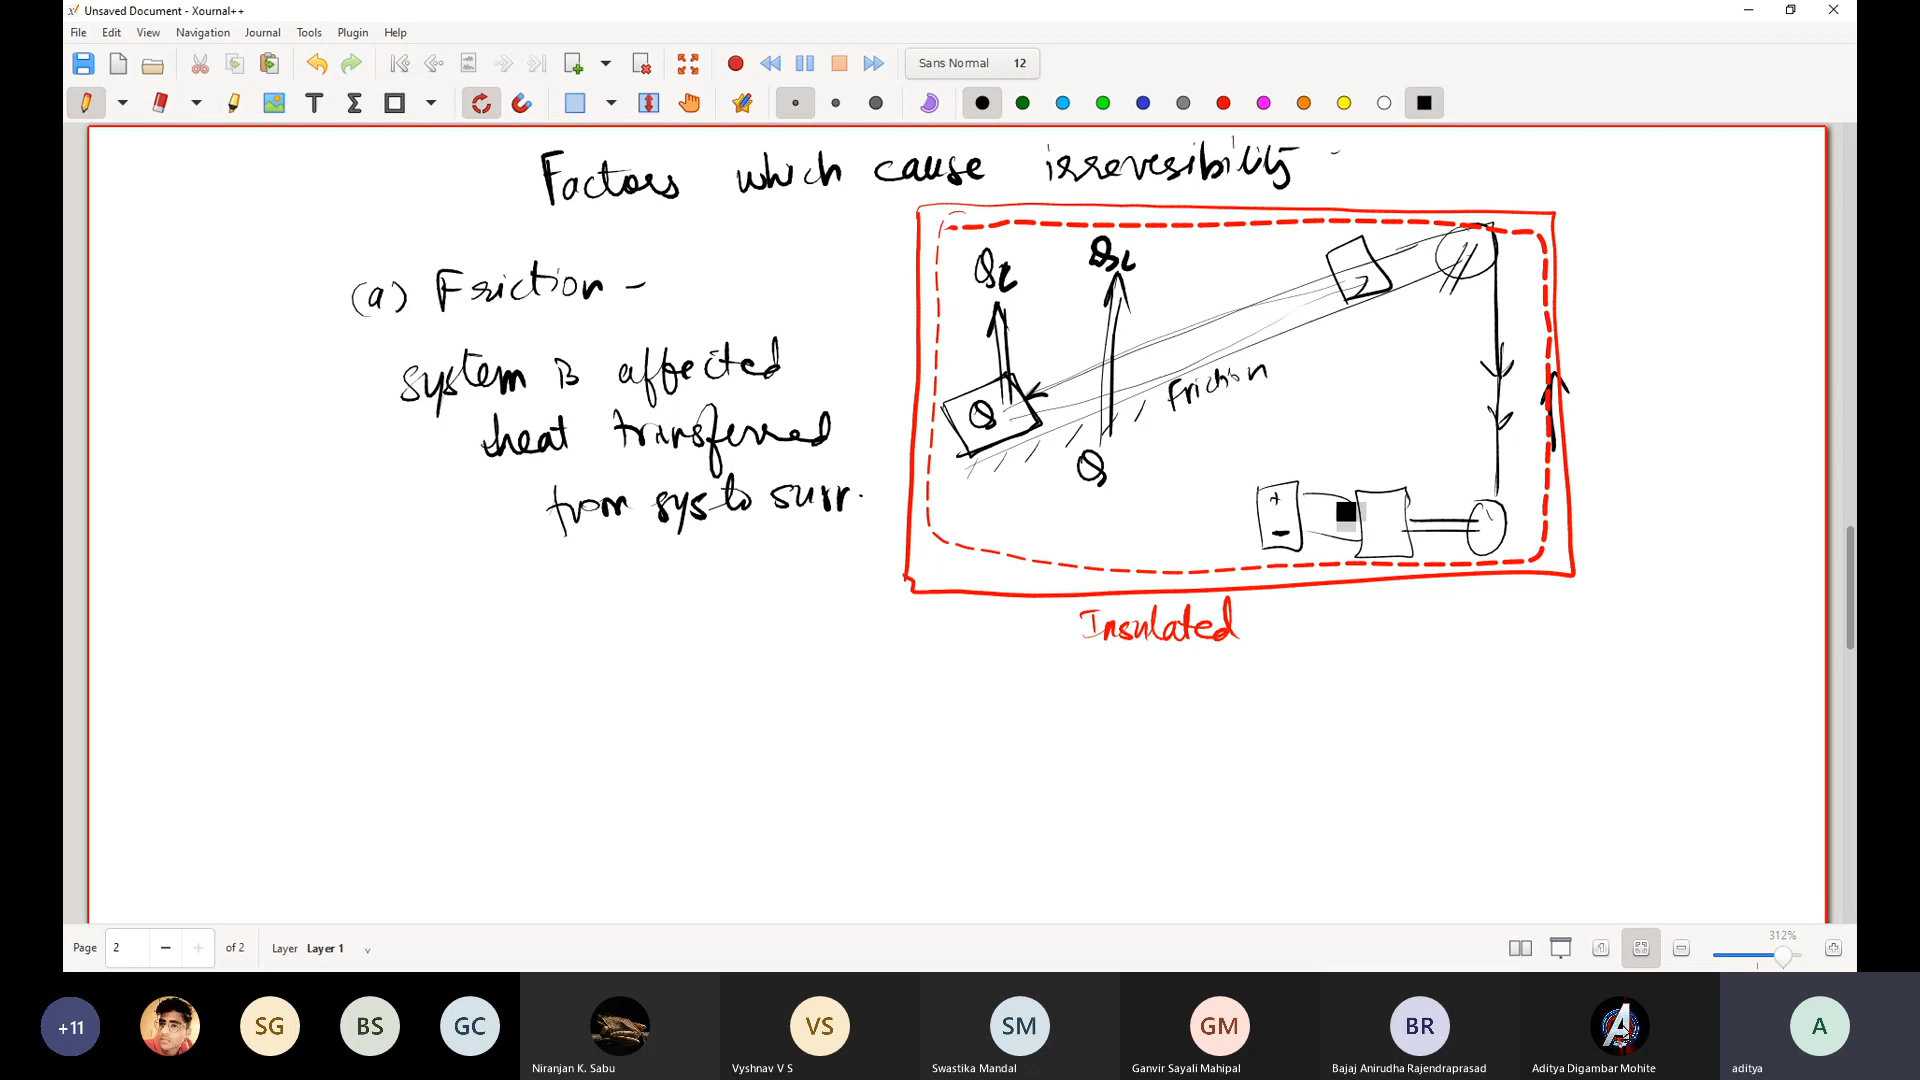 Unsaved Document - Xournal++
File Edit View Navigation Journal Tools Plugin Help
Sans Normal 12
Factors which cause irreversibility -
(a) Friction -
system is affected
heat transferred
from sys to surr.
QL
QL
Q
Q
2
Friction
+
-
Insulated
Page 2 of 2 Layer Layer 1
312%
+11
SG
BS
GC
VS
SM
GM
BR
A
Niranjan K. Sabu
Vyshnav V S
Swastika Mandal
Ganvir Sayali Mahipal
Bajaj Anirudha Rajendraprasad
Aditya Digambar Mohite
aditya